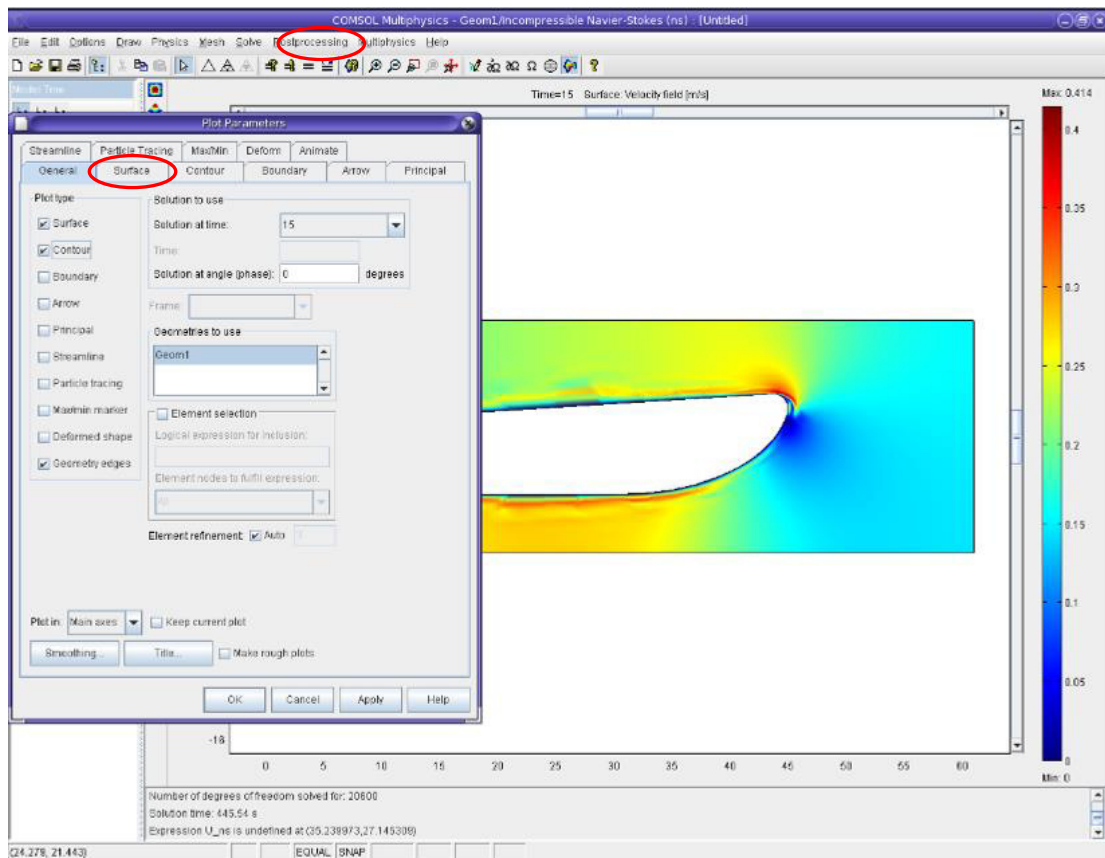 COMSOL Multiphysics - Geom1/Incompressible Navier-Stokes (ns) : [Untitled]
File Edit Options Draw Physics Mesh Solve Postprocessing Multiphysics Help
Model Tree
Time=15 Surface: Velocity field [m/s]
Max: 0.414
Plot Parameters
Streamline Particle Tracing Max/Min Deform Animate
General Surface Contour Boundary Arrow Principal
Plot type
Surface
Contour
Boundary
Arrow
Principal
Streamline
Particle tracing
Max/min marker
Deformed shape
Geometry edges
Solution to use
Solution at time: 15
Time:
Solution at angle (phase): 0 degrees
Frame:
Geometries to use
Geom1
Element selection
Logical expression for inclusion:
Element nodes to fulfill expression:
Element refinement: Auto
Plot in: Main axes Keep current plot
Smoothing... Title... Make rough plots
OK Cancel Apply Help
0.4
0.35
0.3
0.25
0.2
0.15
0.1
0.05
0
Min: 0
-18
0 5 10 15 20 25 30 35 40 45 50 55 60
Number of degrees of freedom solved for: 20600
Solution time: 445.54 s
Expression U_ns is undefined at (35.239973,27.145309)
(24.279, 21.443)
EQUAL SNAP